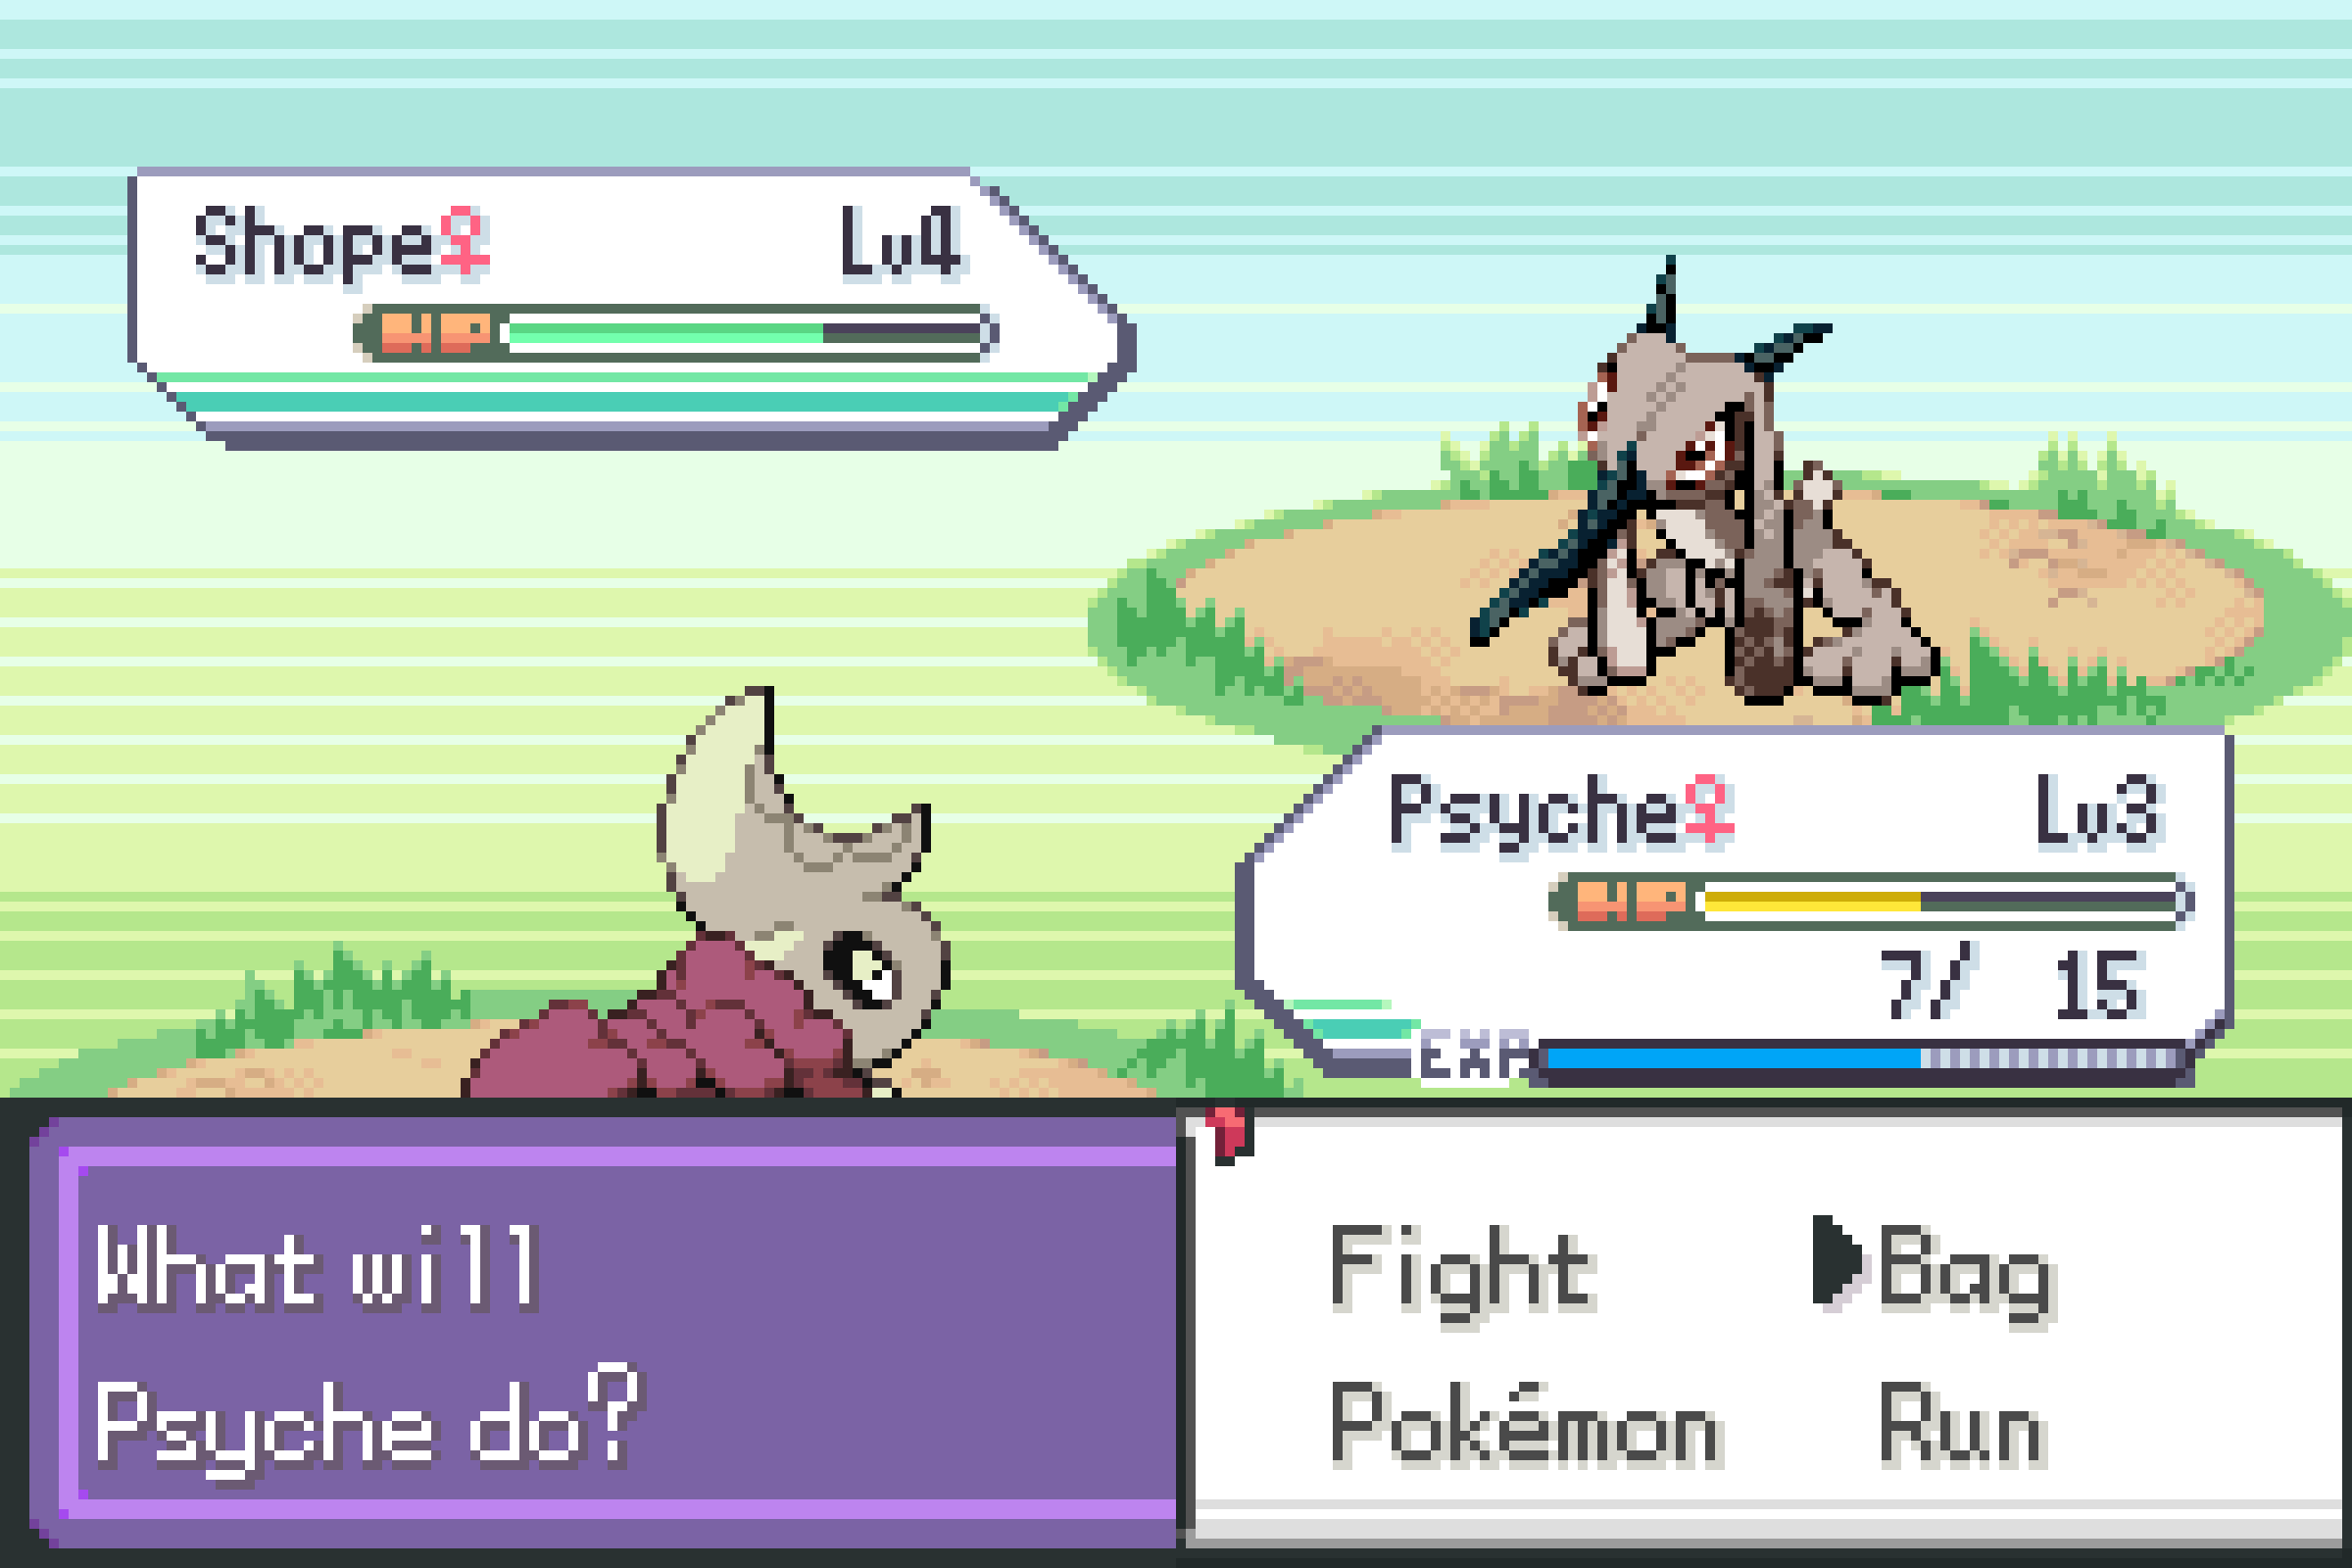 Shope♀ Lv4
HP
Psyche♀ Lv3
HP
7/ 15
EXP
What will
Psyche do?
Fight Bag
Pokémon Run